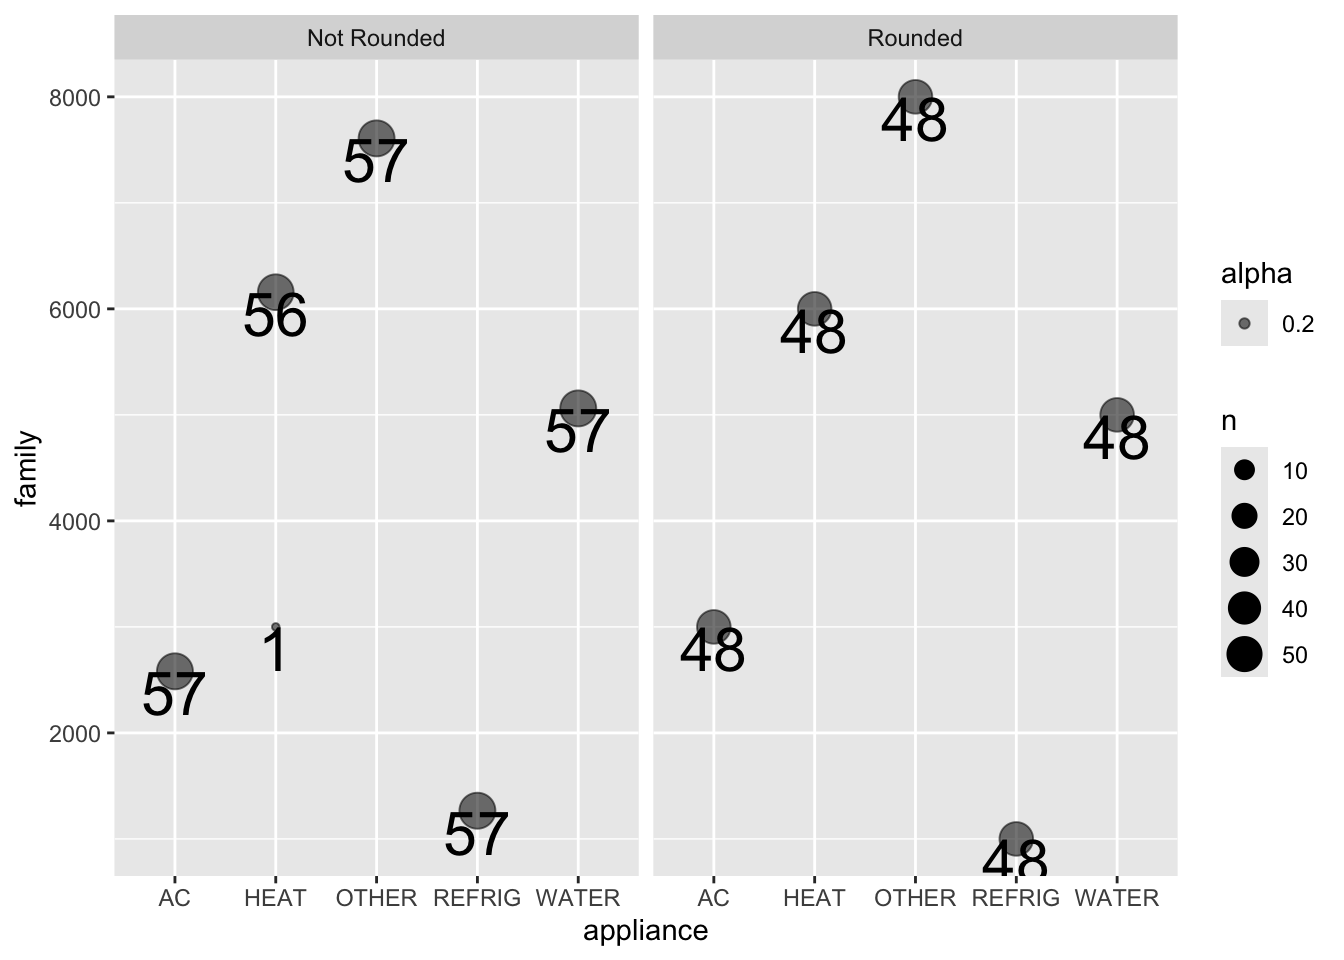 Not Rounded
Rounded
8000
6000
4000
2000
family
57
56
57
57
1
57
48
48
48
48
48
AC HEAT OTHER REFRIG WATER
AC HEAT OTHER REFRIG WATER
appliance
alpha
0.2
n
10
20
30
40
50